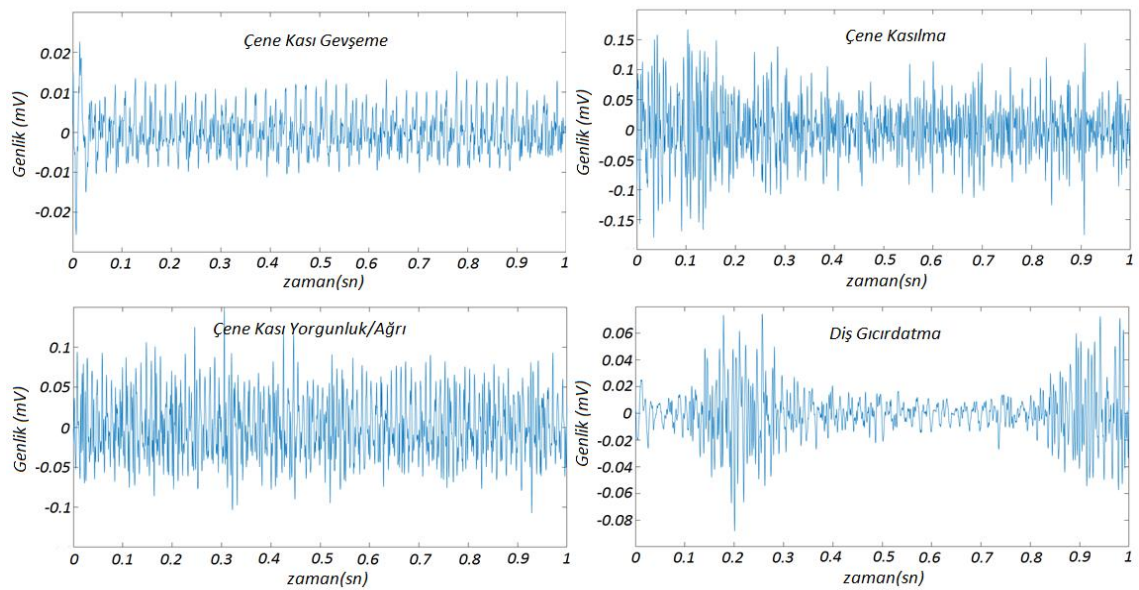 Çene Kası Gevşeme
Genlik (mV)
0.02
0.01
0
-0.01
-0.02
0 0.1 0.2 0.3 0.4 0.5 0.6 0.7 0.8 0.9 1
zaman(sn)
Çene Kasılma
Genlik (mV)
0.15
0.1
0.05
0
-0.05
-0.1
-0.15
0 0.1 0.2 0.3 0.4 0.5 0.6 0.7 0.8 0.9 1
zaman(sn)
Çene Kası Yorgunluk/Ağrı
Genlik (mV)
0.1
0.05
0
-0.05
-0.1
0 0.1 0.2 0.3 0.4 0.5 0.6 0.7 0.8 0.9 1
zaman(sn)
Diş Gıcırdatma
Genlik (mV)
0.06
0.04
0.02
0
-0.02
-0.04
-0.06
-0.08
0 0.1 0.2 0.3 0.4 0.5 0.6 0.7 0.8 0.9 1
zaman(sn)